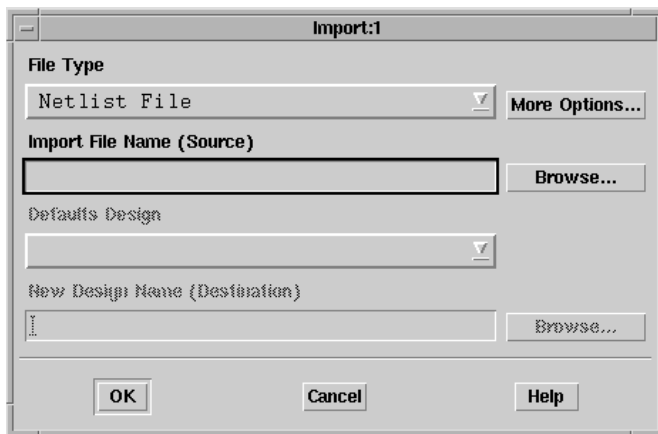 Import:1
File Type
Netlist File
More Options...
Import File Name (Source)
Browse...
Defaults Design
New Design Name (Destination)
Browse...
OK Cancel Help